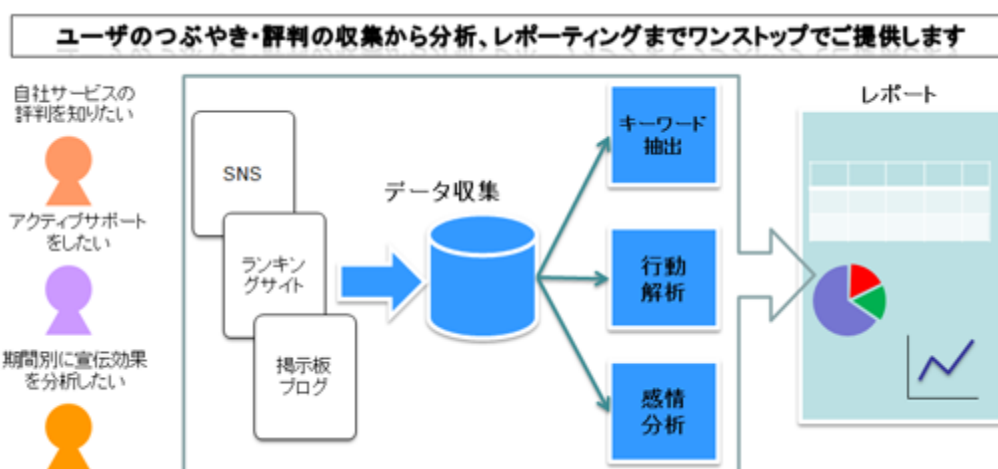 ユーザのつぶやき・評判の収集から分析、レポーティングまでワンストップでご提供します
自社サービスの
評判を知りたい
アクティブサポート
をしたい
期間別に宣伝効果
を分析したい
SNS
ランキン
グサイト
掲示板
ブログ
データ収集
キーワード
抽出
行動
解析
感情
分析
レポート